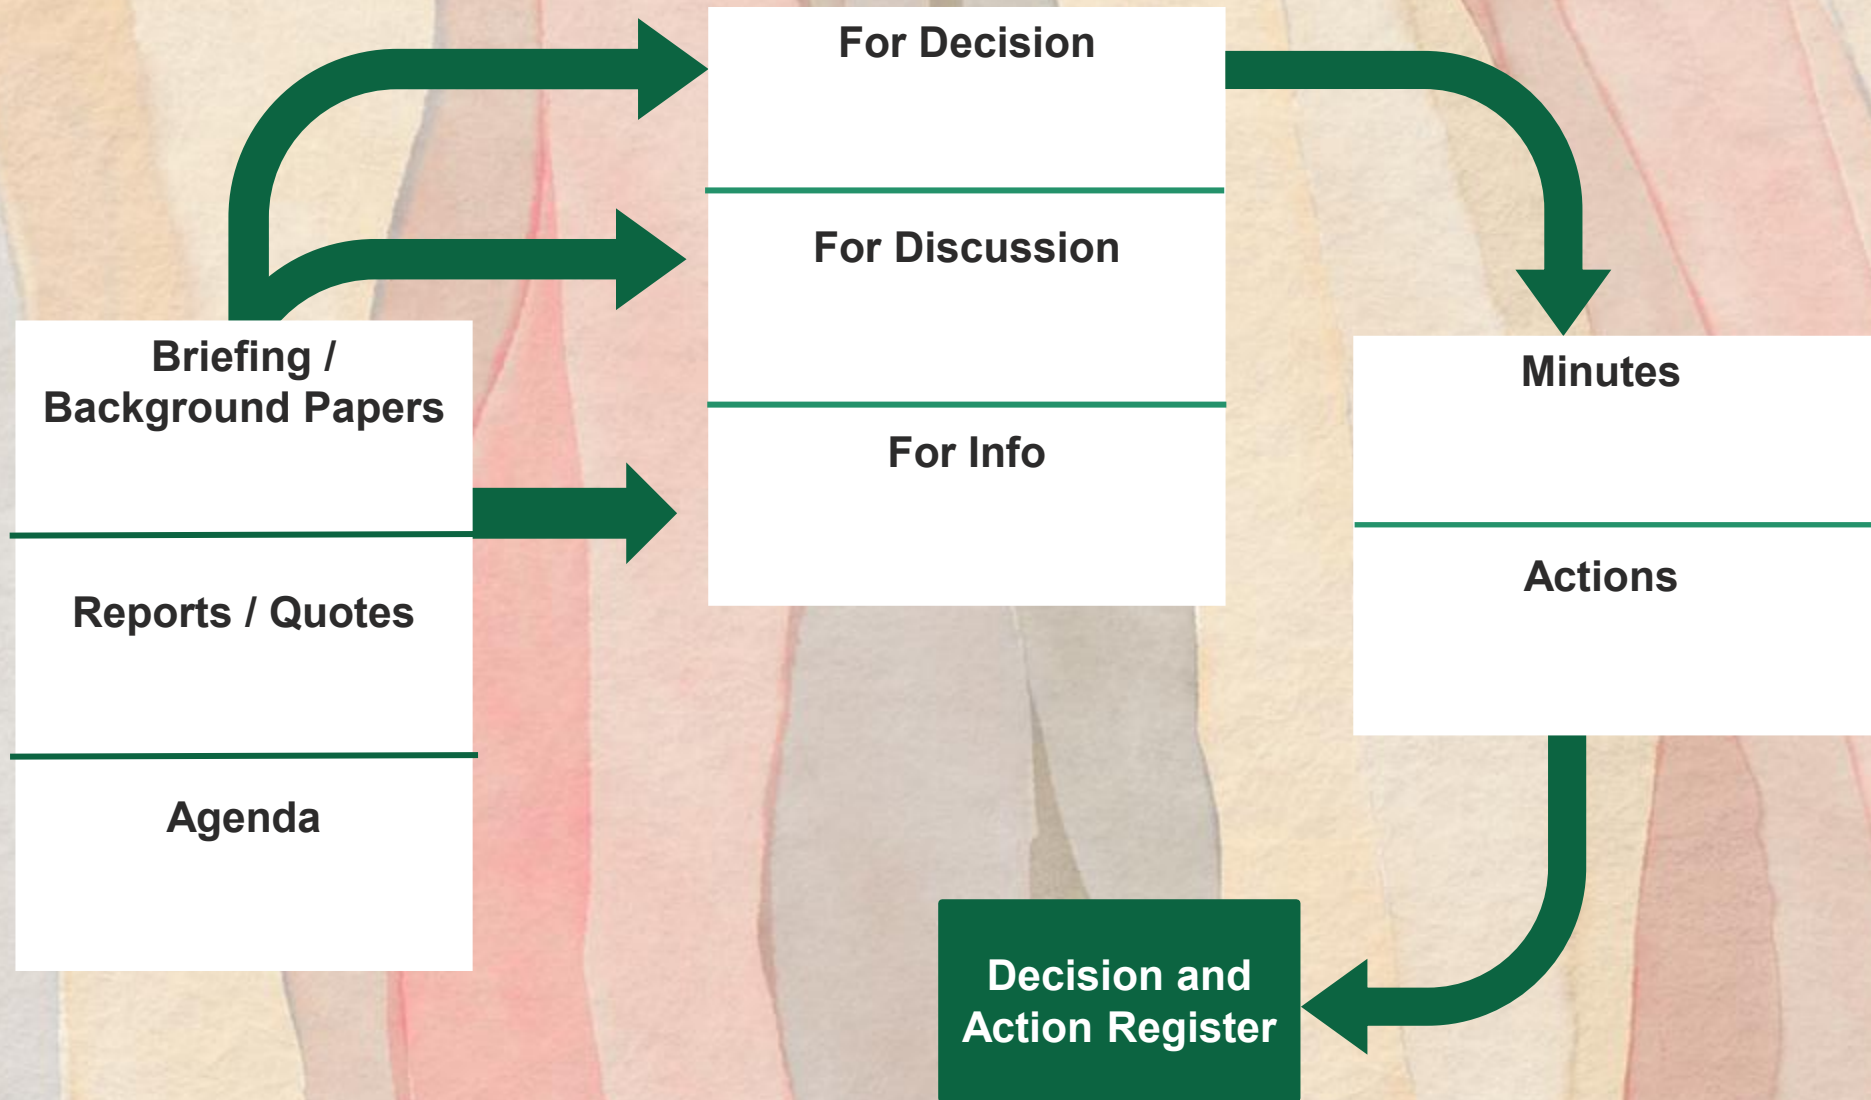 Briefing /
Background Papers
Reports / Quotes
Agenda
For Decision
For Discussion
For Info
Minutes
Actions
Decision and
Action Register